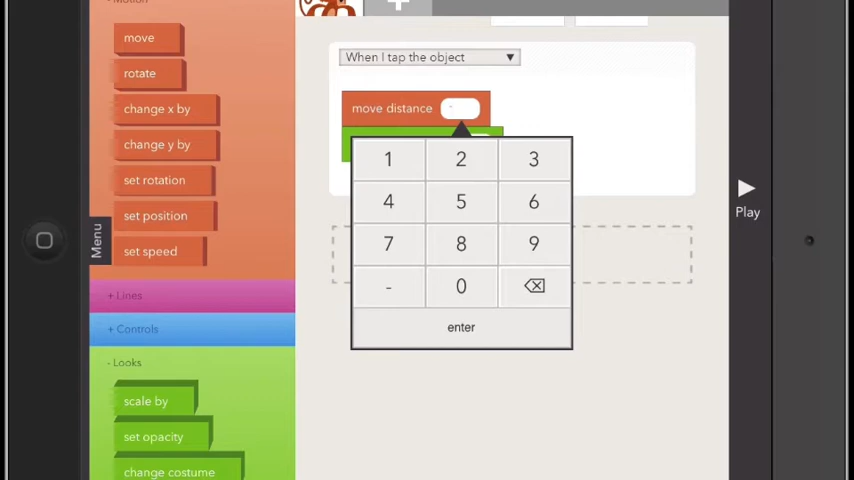 Motion
move
rotate
change x by
change y by
set rotation
set position
set speed
+ Lines
+ Controls
- Looks
scale by
set opacity
change costume
Menu
When I tap the object
move distance
-
1 2 3
4 5 6
7 8 9
- 0
enter
Play